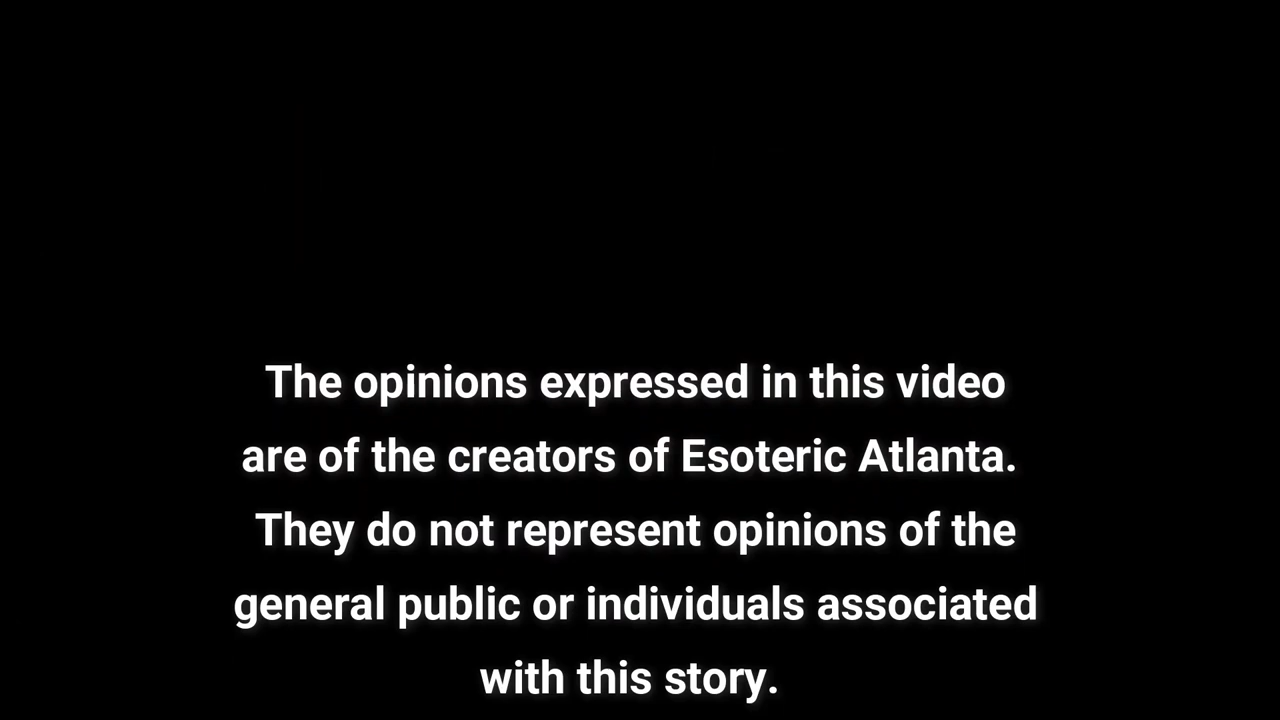 The opinions expressed in this video
are of the creators of Esoteric Atlanta.
They do not represent opinions of the
general public or individuals associated
with this story.